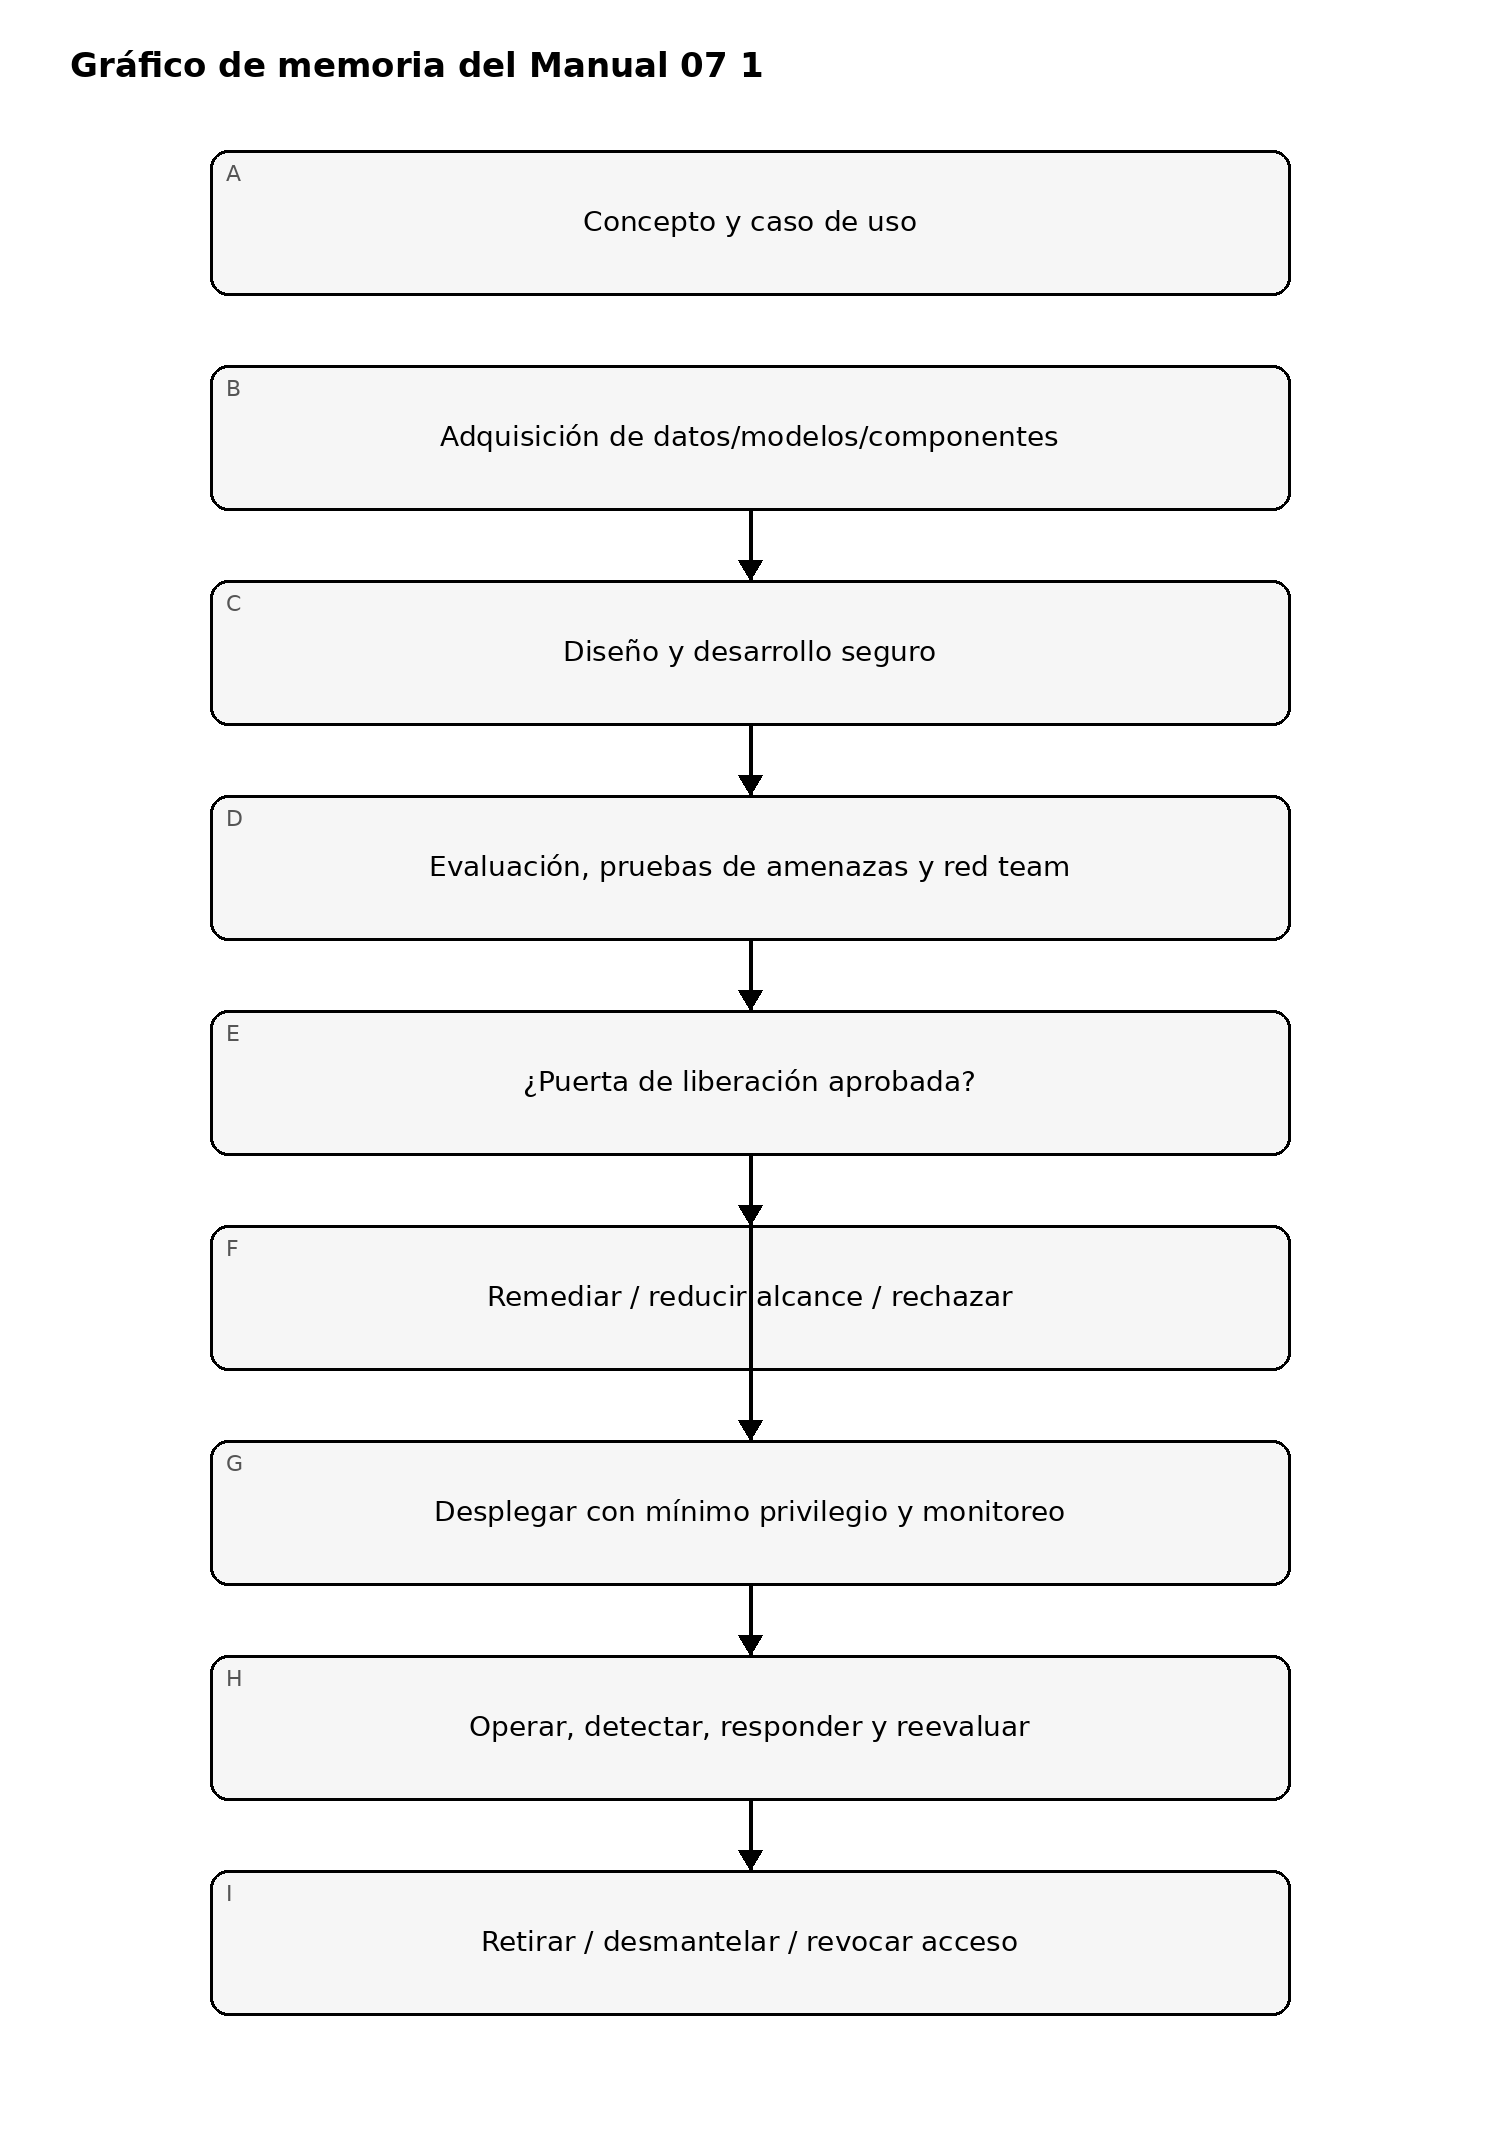 Gráfico de memoria del Manual 07 1
A
Concepto y caso de uso
B
Adquisición de datos/modelos/componentes
C
Diseño y desarrollo seguro
D
Evaluación, pruebas de amenazas y red team
E
¿Puerta de liberación aprobada?
F
Remediar / reducir alcance / rechazar
G
Desplegar con mínimo privilegio y monitoreo
H
Operar, detectar, responder y reevaluar
I
Retirar / desmantelar / revocar acceso